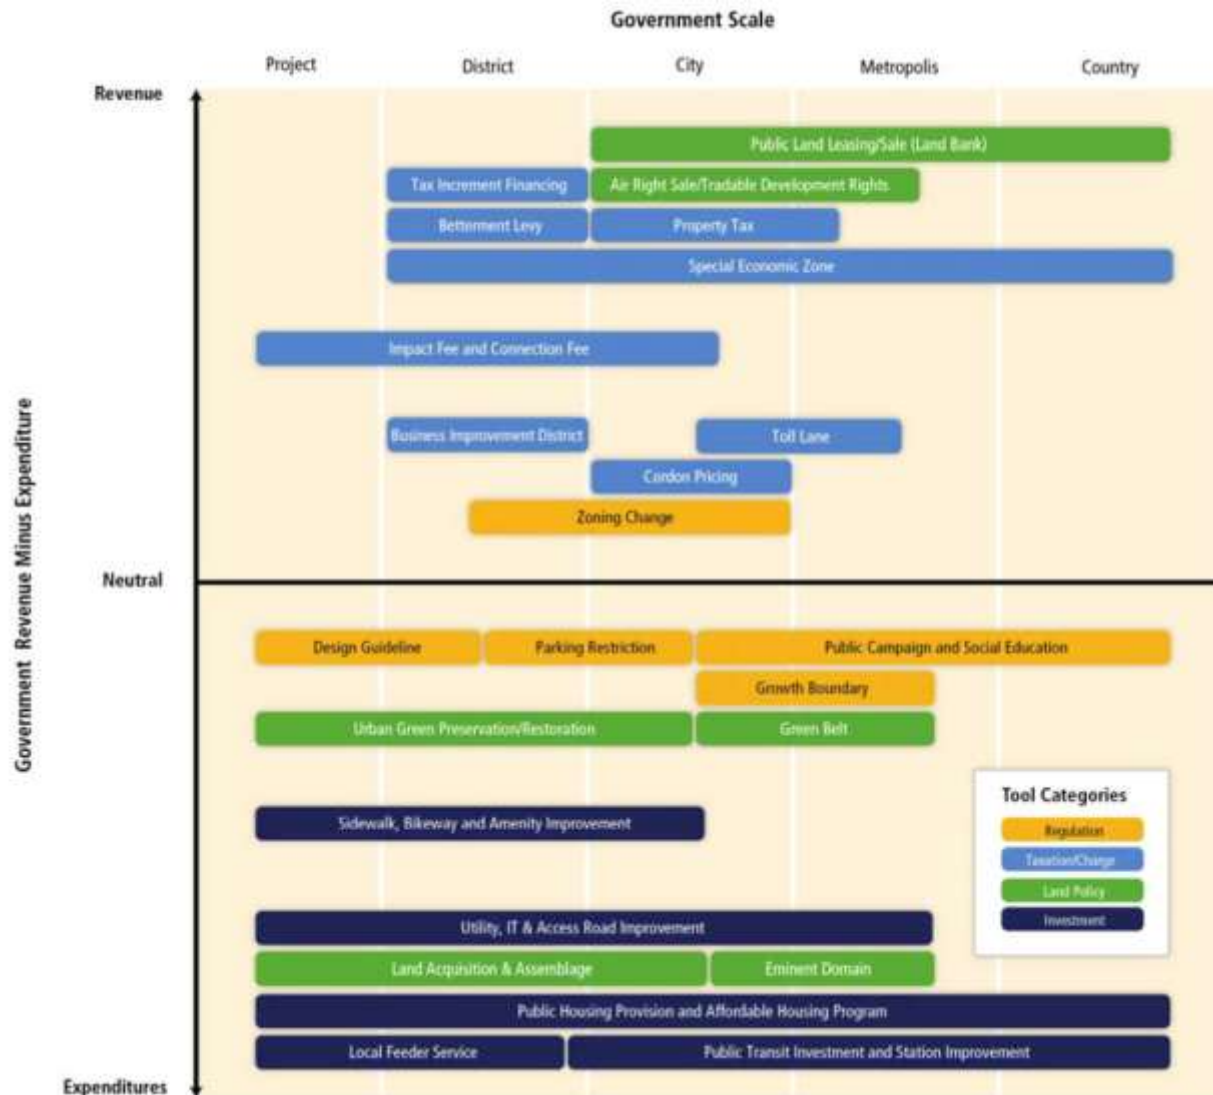 Government Scale
Project District City Metropolis Country
Revenue
Public Land Leasing/Sale (Land Bank)
Tax Increment Financing Air Right Sale/Tradable Development Rights
Betterment Levy Property Tax
Special Economic Zone
Impact Fee and Connection Fee
Business Improvement District Toll Lane
Cordon Pricing
Zoning Change
Government Revenue Minus Expenditure
Neutral
Design Guideline Parking Restriction Public Campaign and Social Education
Growth Boundary
Urban Green Preservation/Restoration Green Belt
Tool Categories
Regulation
Taxation/Charge
Land Policy
Investment
Sidewalk, Bikeway and Amenity Improvement
Utility, IT & Access Road Improvement
Land Acquisition & Assemblage Eminent Domain
Public Housing Provision and Affordable Housing Program
Local Feeder Service Public Transit Investment and Station Improvement
Expenditures